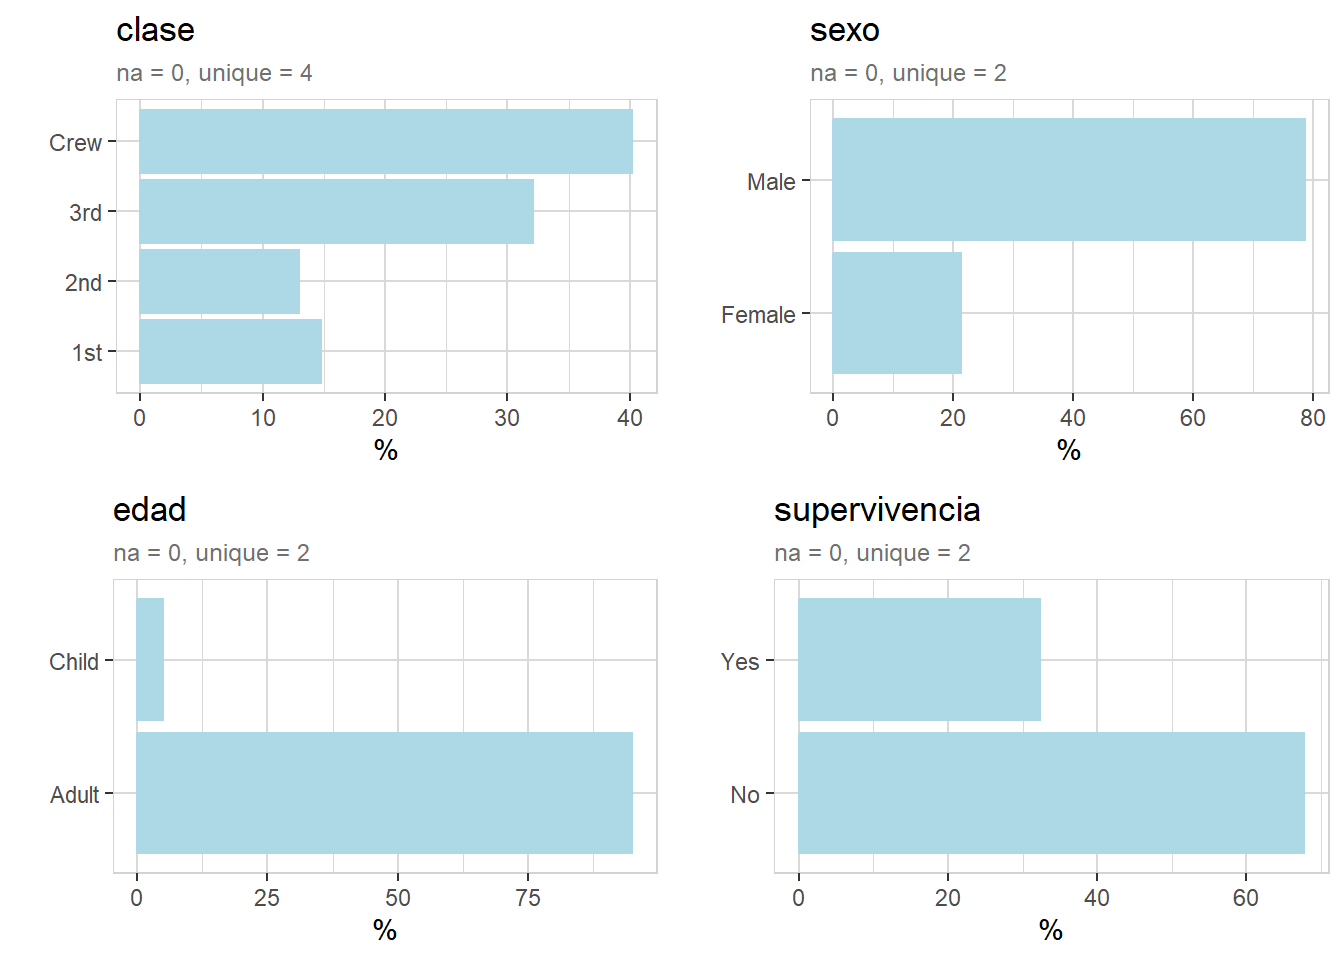 clase
na = 0, unique = 4
Crew
3rd
2nd
1st
0 10 20 30 40
%
sexo
na = 0, unique = 2
Male
Female
0 20 40 60 80
%
edad
na = 0, unique = 2
Child
Adult
0 25 50 75
%
supervivencia
na = 0, unique = 2
Yes
No
0 20 40 60
%